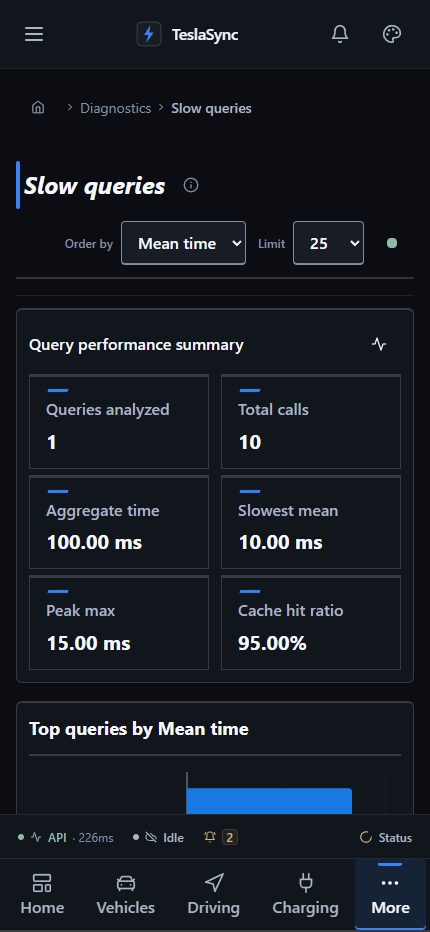 TeslaSync
Diagnostics
Slow queries
Slow queries
Order by
Mean time
Limit
25
Query performance summary
Queries analyzed
Total calls
1
10
Aggregate time
Slowest mean
100.00 ms
10.00 ms
Peak max
Cache hit ratio
15.00 ms
95.00%
Top queries by Mean time
API · 226ms
Idle
2
Status
Home
Vehicles
Driving
Charging
More